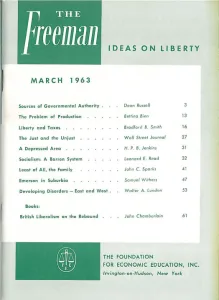 THE
Freeman
IDEAS ON LIBERTY
MARCH 1963
Sources of Governmental Authority . . . Dean Russell 3
The Problem of Production . . . . . Bettina Bien 13
Liberty and Taxes . . . . . . . Bradford B. Smith 16
The Just and the Unjust . . . . . Wall Street Journal 27
A Depressed Area . . . . . . . H. P. B. Jenkins 31
Socialism: A Barren System . . . . . Leonard E. Read 32
Least of All, the Family . . . . . . John C. Sparks 41
Emerson in Suburbia . . . . . . Samuel Withers 47
Developing Disorders — East and West . . Walter A. Landon 53
Books:
British Liberalism on the Rebound . . . John Chamberlain 61
THE FOUNDATION
FOR ECONOMIC EDUCATION, INC.
Irvington-on-Hudson, New York